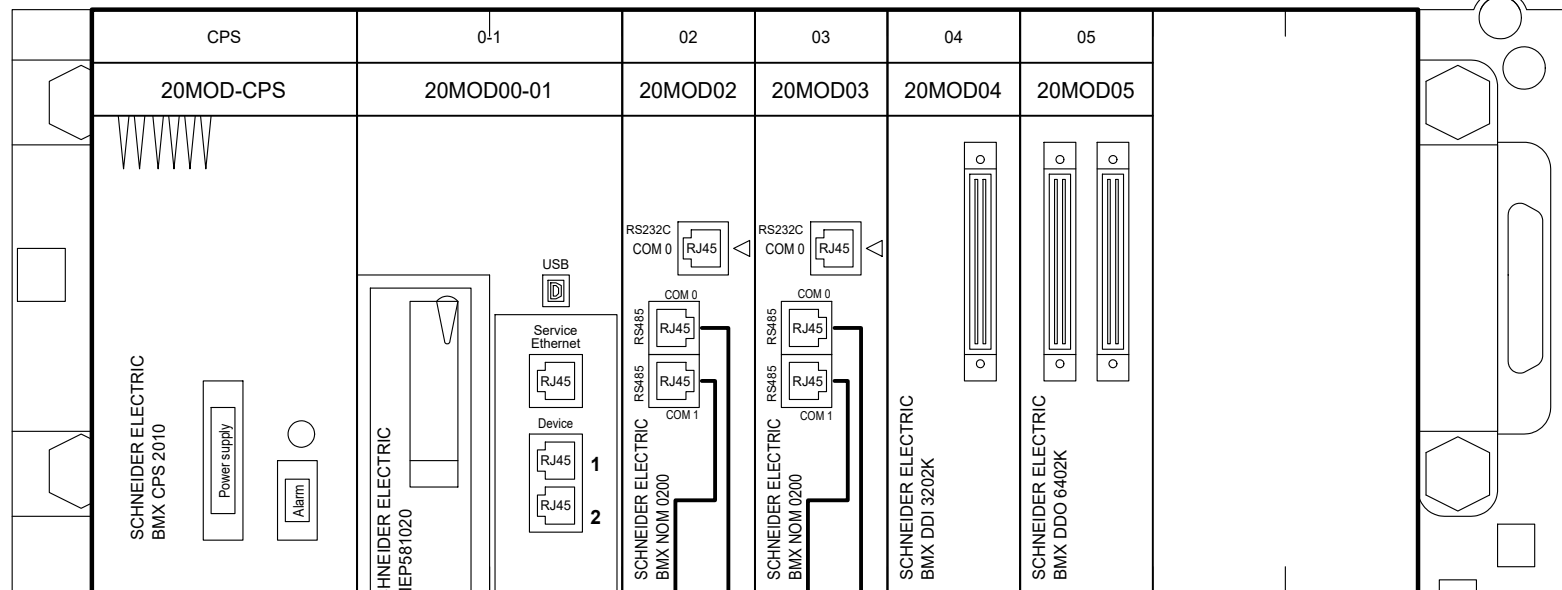 CPS
0-1
02
03
04
05
20MOD-CPS
20MOD00-01
20MOD02
20MOD03
20MOD04
20MOD05
SCHNEIDER ELECTRIC
BMX CPS 2010
Power supply
Alarm
HNEIDER ELECTRIC
IEP581020
USB
Service
Ethernet
RJ45
Device
RJ45
1
RJ45
2
RS232C
COM 0
RJ45
COM 0
RS485
RJ45
RS485
RJ45
COM 1
SCHNEIDER ELECTRIC
BMX NOM 0200
RS232C
COM 0
RJ45
COM 0
RS485
RJ45
RS485
RJ45
COM 1
SCHNEIDER ELECTRIC
BMX NOM 0200
SCHNEIDER ELECTRIC
BMX DDI 3202K
SCHNEIDER ELECTRIC
BMX DDO 6402K